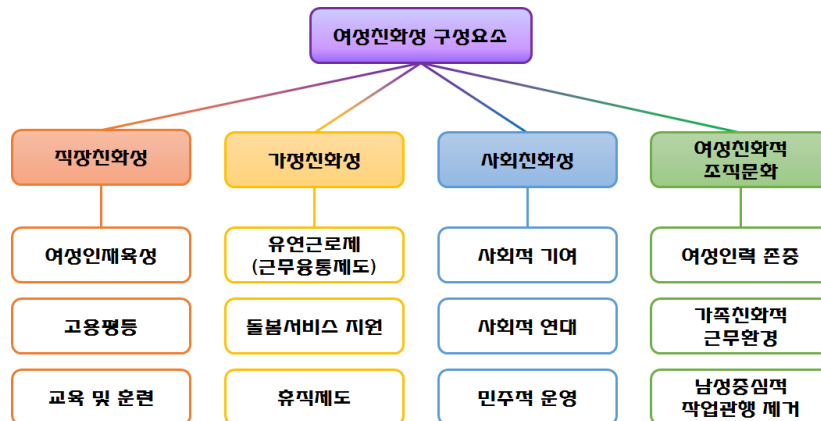 여성친화성 구성요소
직장친화성
가정친화성
사회친화성
여성친화적
조직문화
여성인재육성
유연근로제
(근무융통제도)
사회적 기여
여성인력 존중
고용평등
돌봄서비스 지원
사회적 연대
가족친화적
근무환경
교육 및 훈련
휴직제도
민주적 운영
남성중심적
작업관행 제거